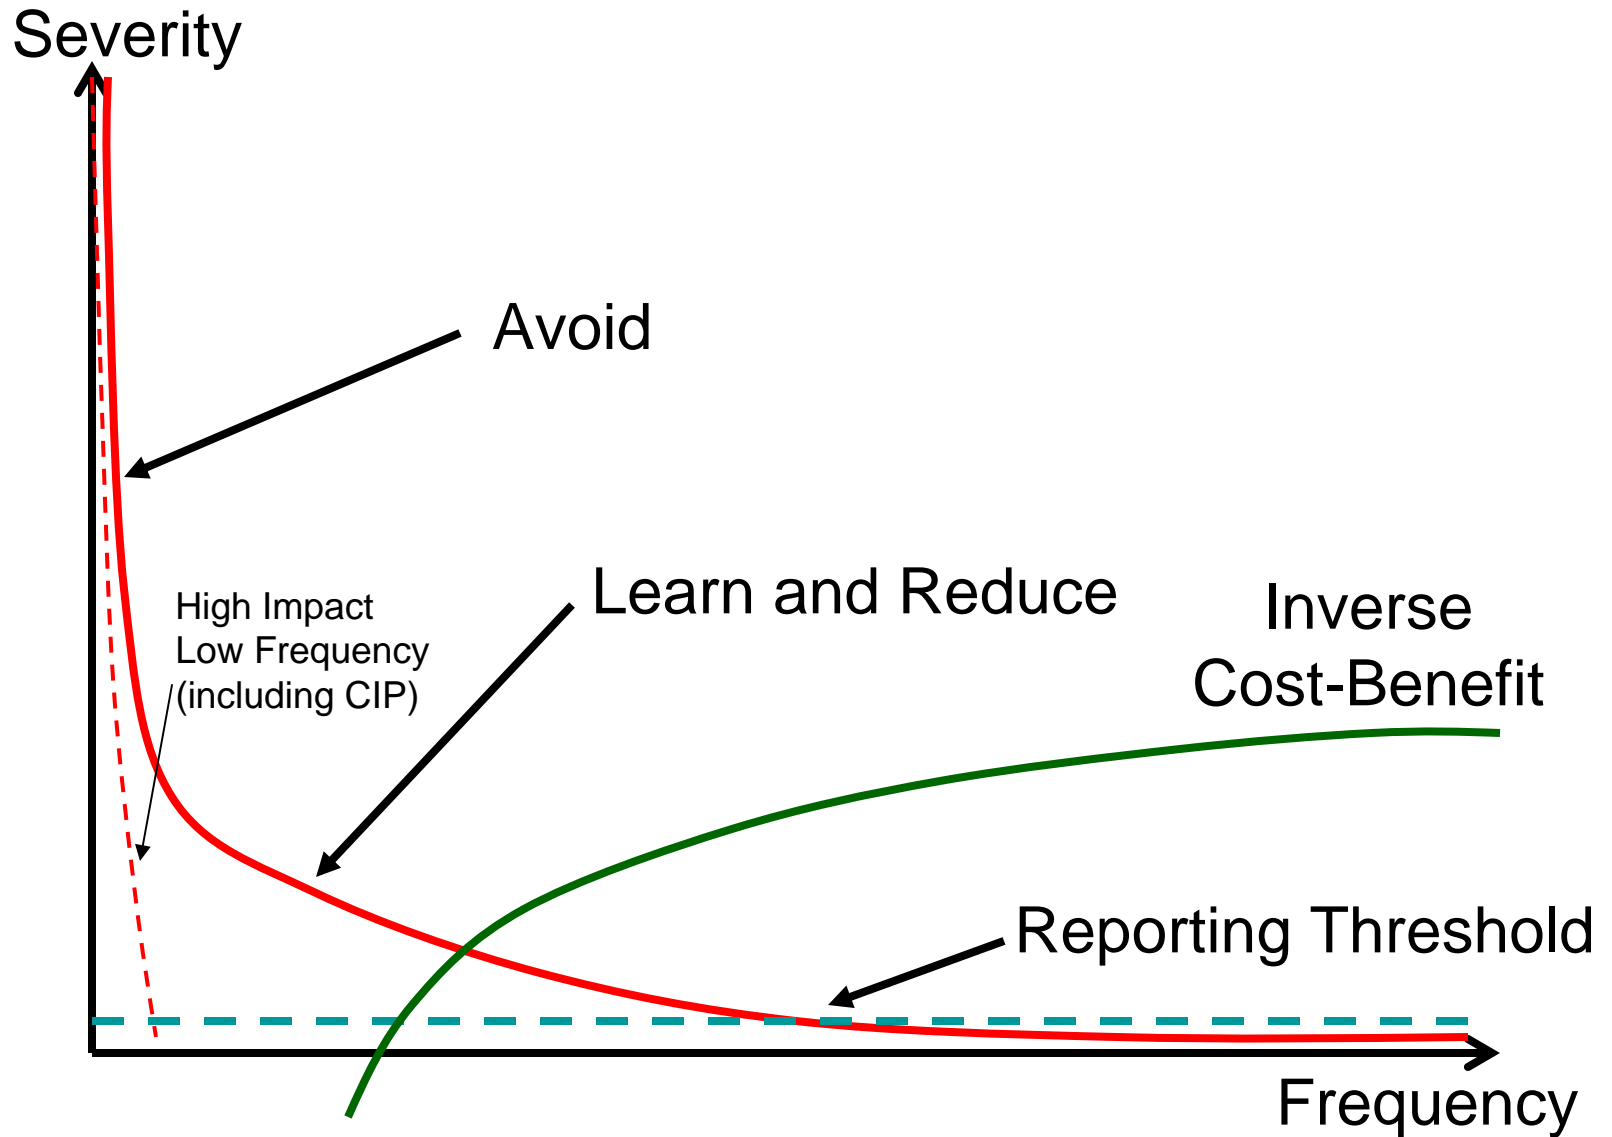 Severity
Avoid
Learn and Reduce
High Impact
Low Frequency
(including CIP)
Inverse
Cost-Benefit
Reporting Threshold
Frequency